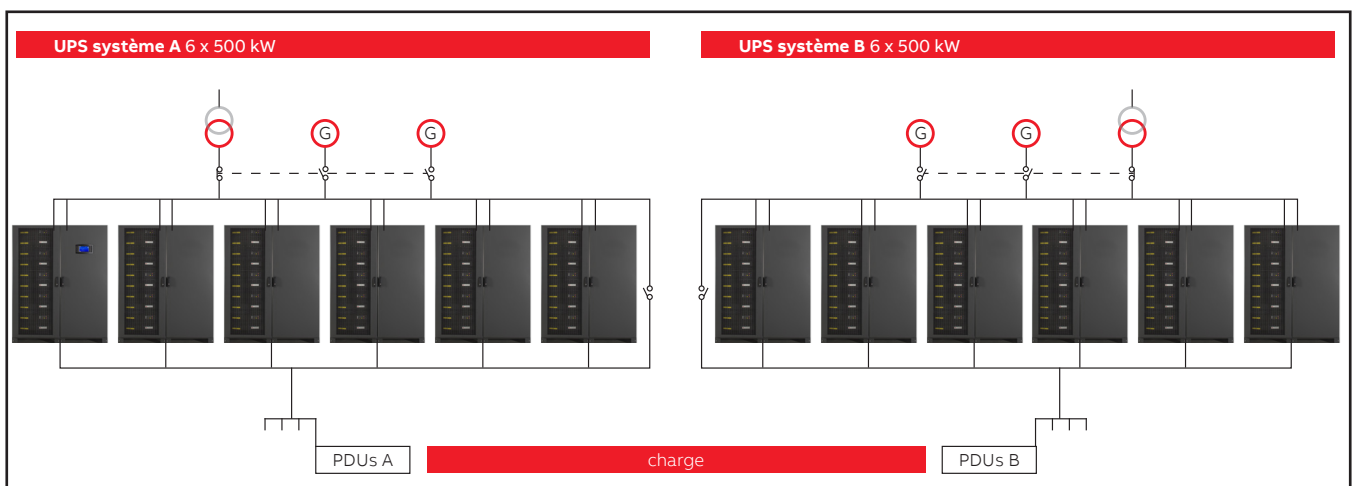 UPS système A 6 x 500 kW
UPS système B 6 x 500 kW
G
G
G
G
PDUs A
charge
PDUs B